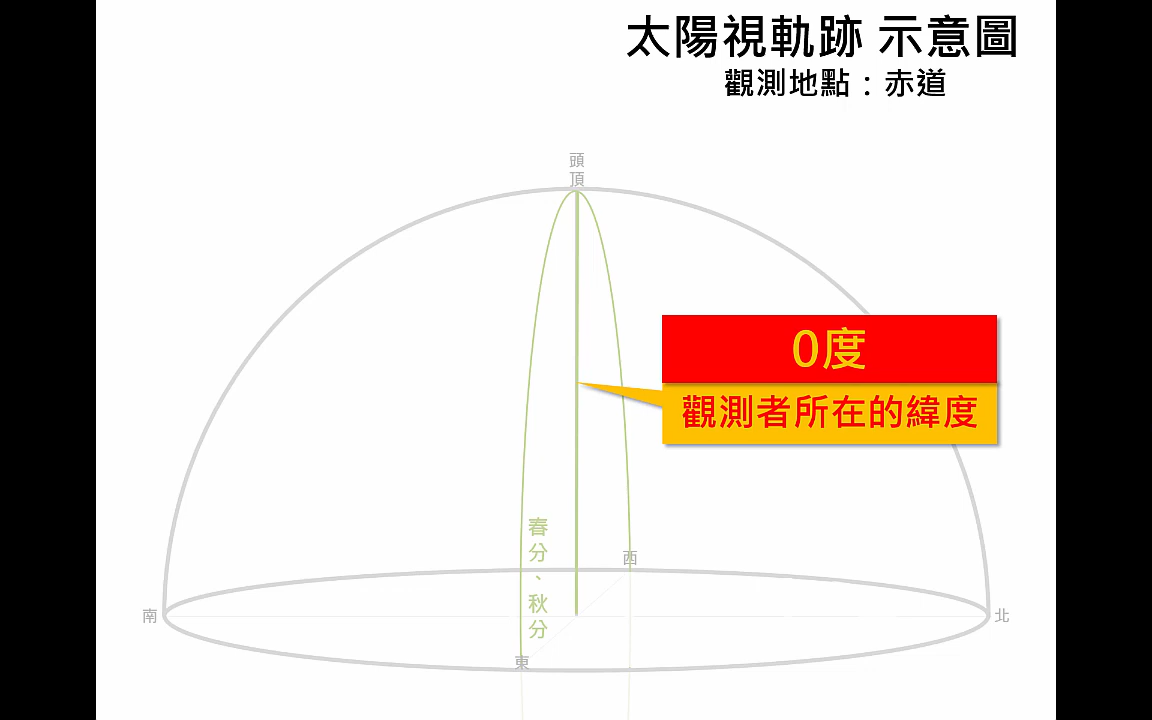 太陽視軌跡 示意圖
觀測地點：赤道
頭頂
0度
觀測者所在的緯度
春分、秋分
西
南
北
東